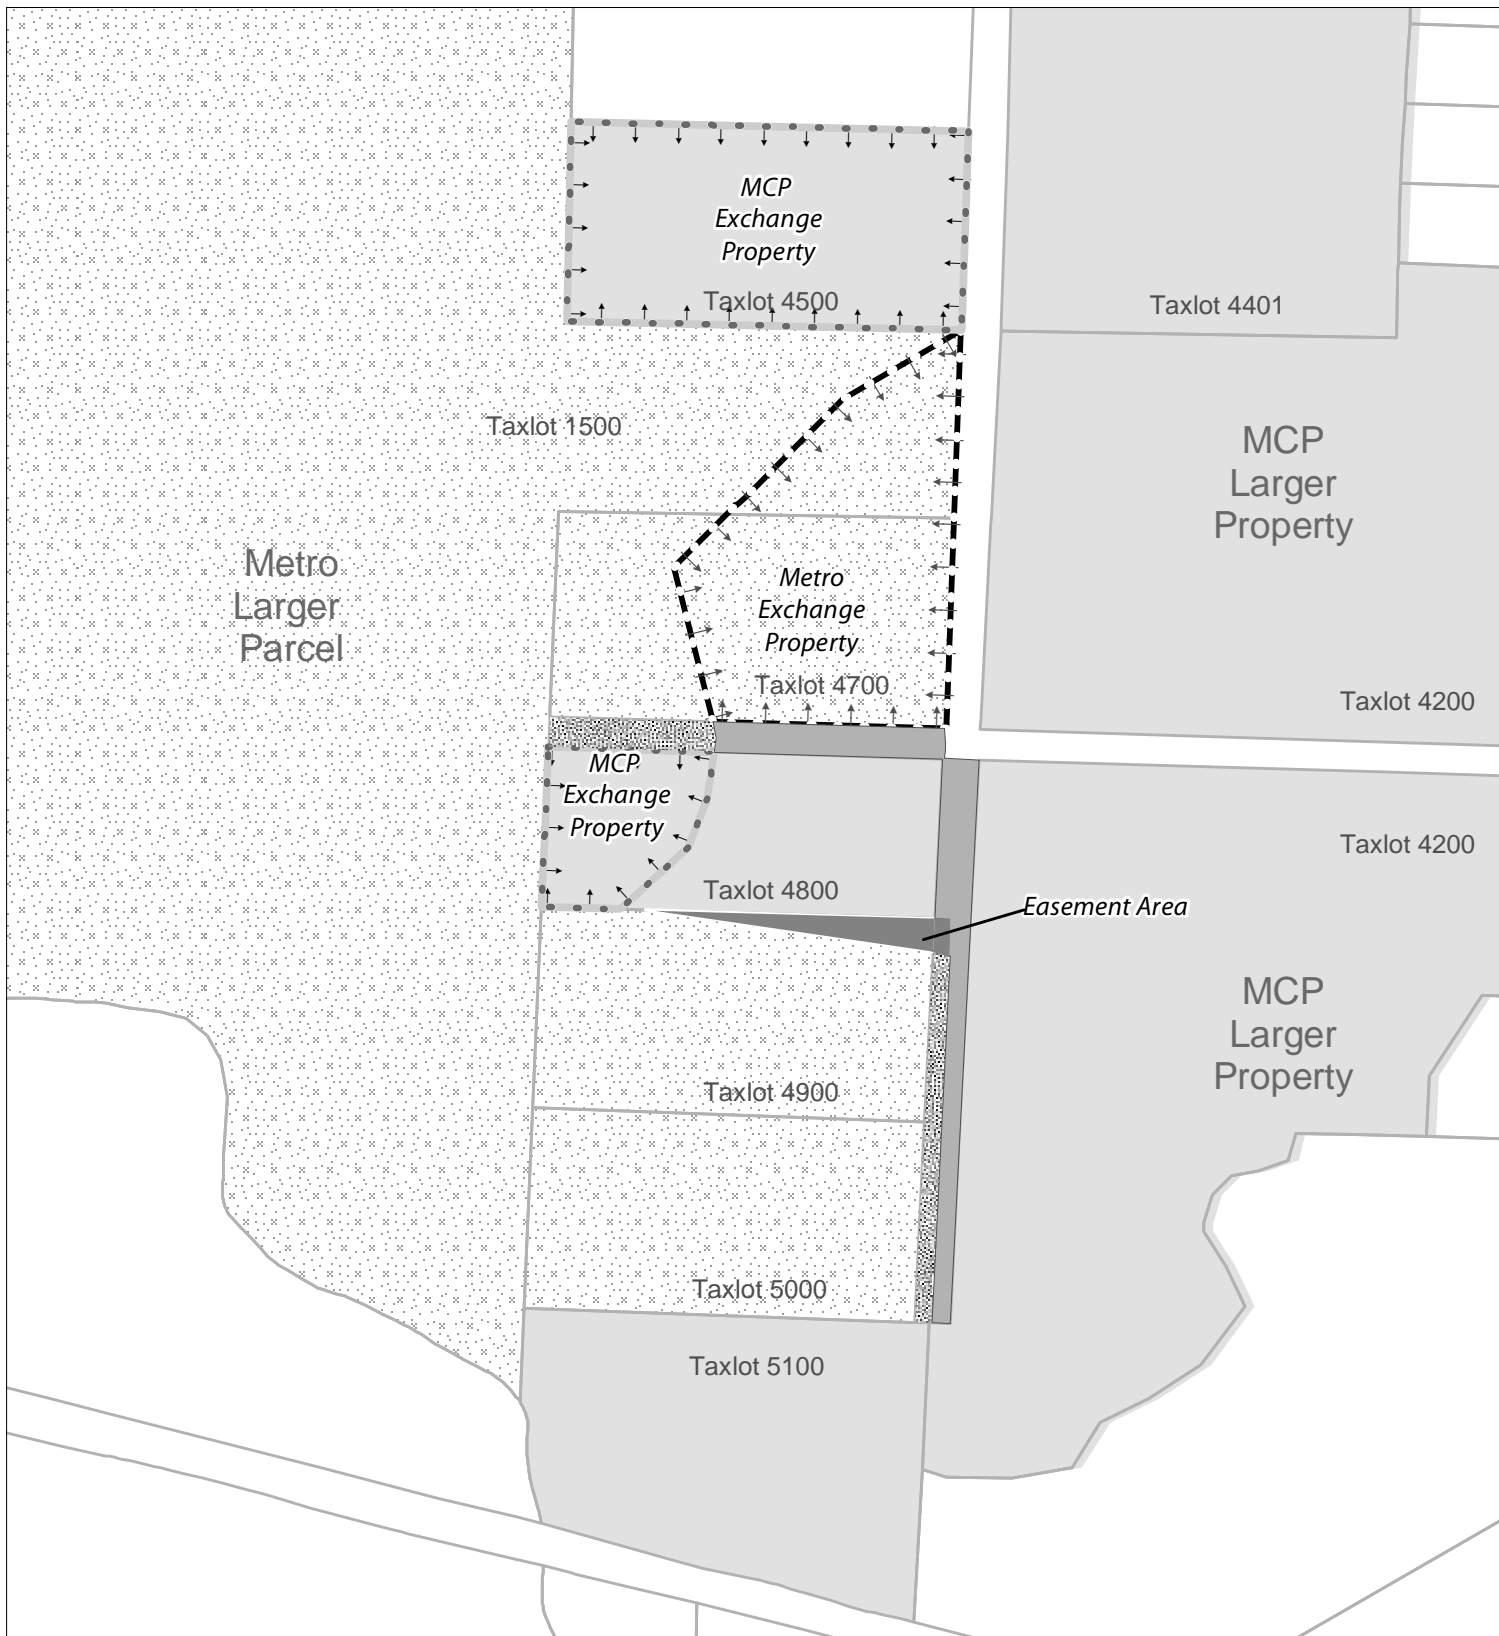 MCP
Exchange
Property
Taxlot 4500
Taxlot 4401
Taxlot 1500
MCP
Larger
Property
Metro
Larger
Parcel
Metro
Exchange
Property
Taxlot 4700
Taxlot 4200
MCP
Exchange
Property
Taxlot 4200
Taxlot 4800
Easement Area
MCP
Larger
Property
Taxlot 4900
Taxlot 5000
Taxlot 5100